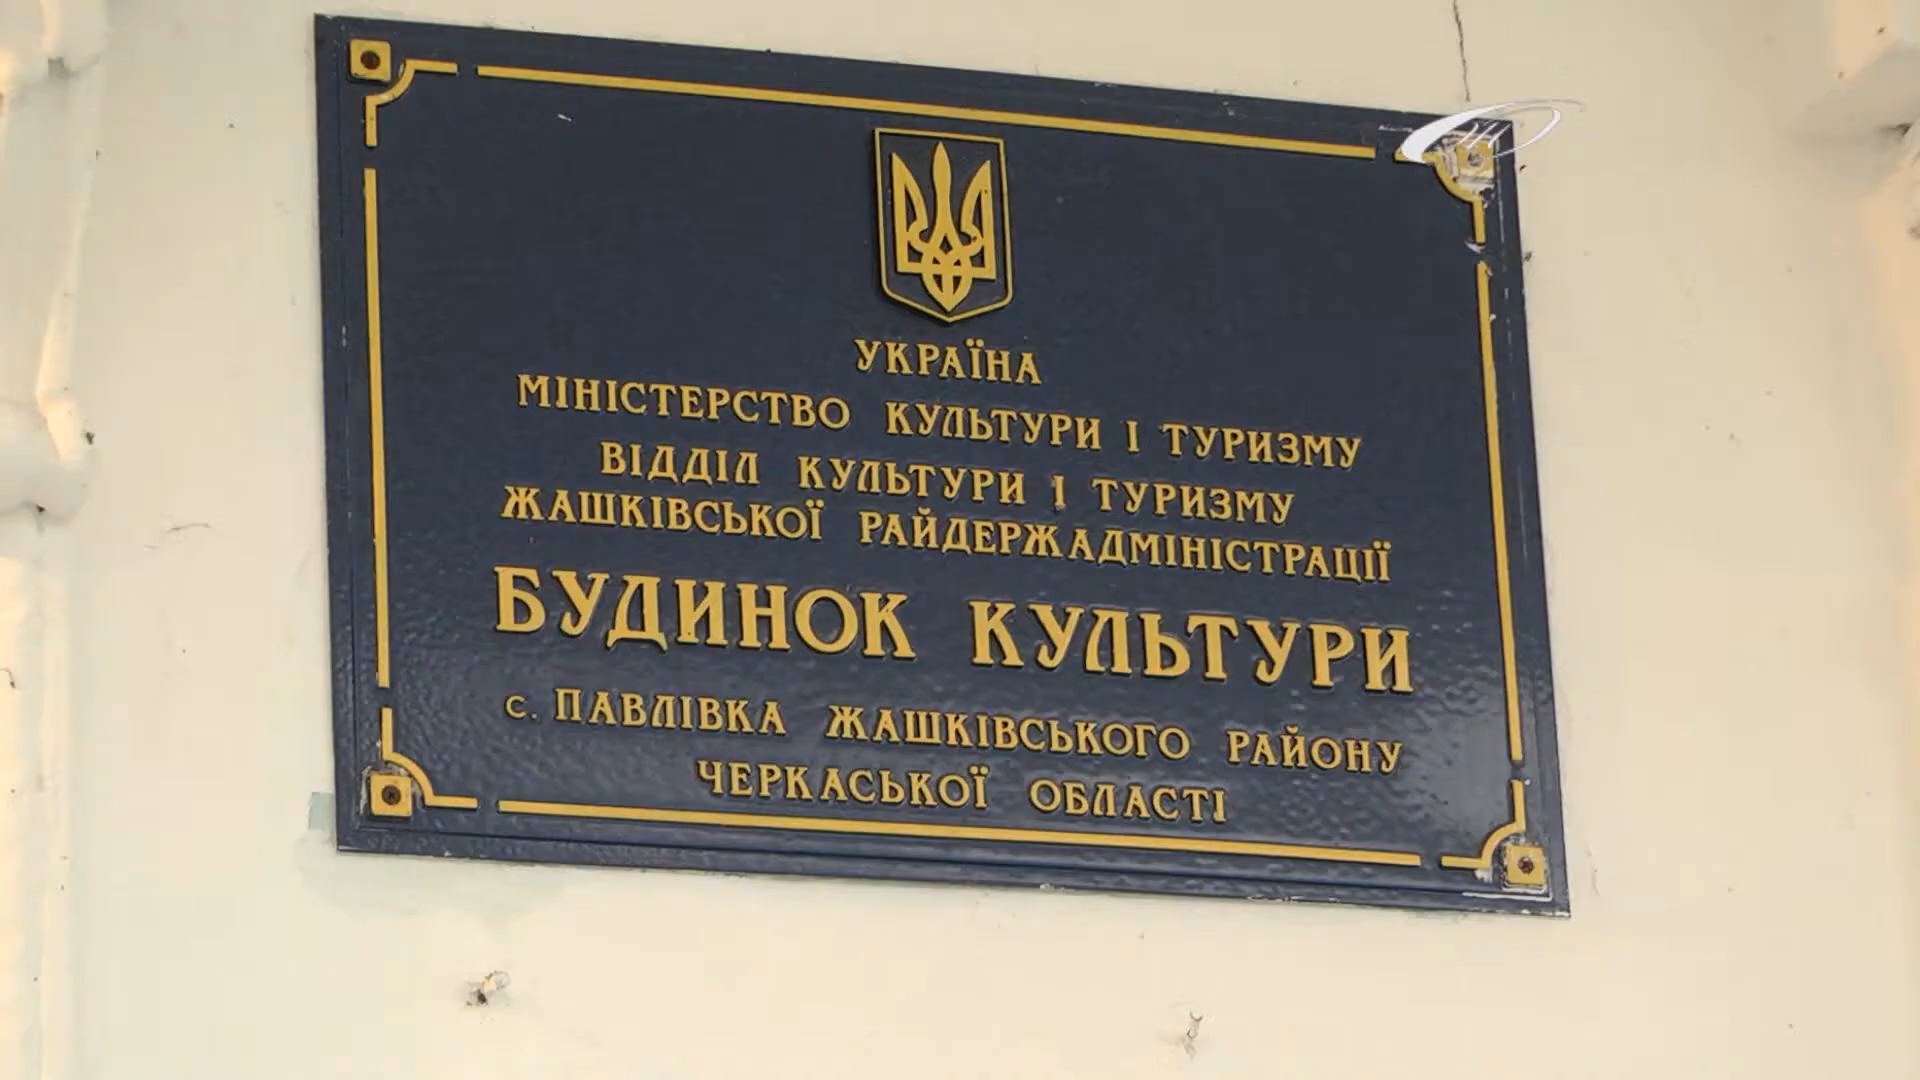 УКРАЇНА
МІНІСТЕРСТВО КУЛЬТУРИ І ТУРИЗМУ
ВІДДІЛ КУЛЬТУРИ І ТУРИЗМУ
ЖАШКІВСЬКОЇ РАЙДЕРЖАДМІНІСТРАЦІЇ
БУДИНОК КУЛЬТУРИ
с. ПАВЛІВКА ЖАШКІВСЬКОГО РАЙОНУ
ЧЕРКАСЬКОЇ ОБЛАСТІ